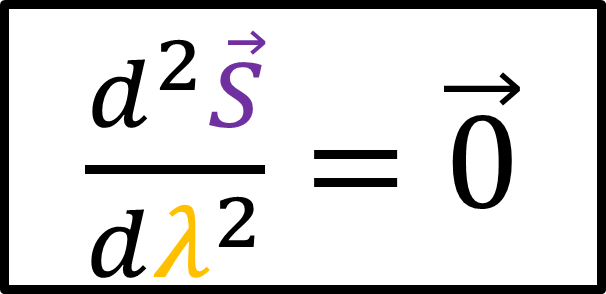 d²S⃗ / dλ² = 0⃗